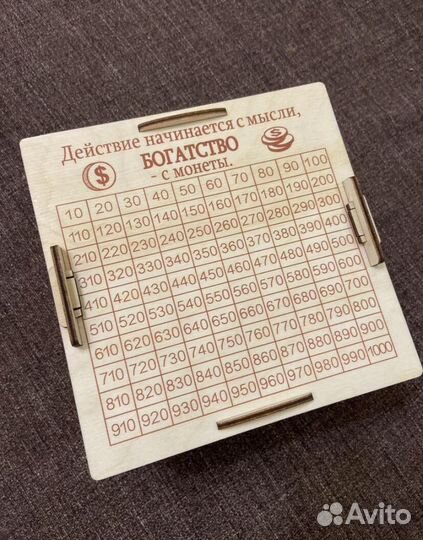 Действие начинается с мысли,
БОГАТСТВО
- с монеты.
$
$
10 20 30 40 50 60 70 80 90 100
110 120 130 140 150 160 170 180 190 200
210 220 230 240 250 260 270 280 290 300
310 320 330 340 350 360 370 380 390 400
410 420 430 440 450 460 470 480 490 500
510 520 530 540 550 560 570 580 590 600
610 620 630 640 650 660 670 680 690 700
710 720 730 740 750 760 770 780 790 800
810 820 830 840 850 860 870 880 890 900
910 920 930 940 950 960 970 980 990 1000
Avito